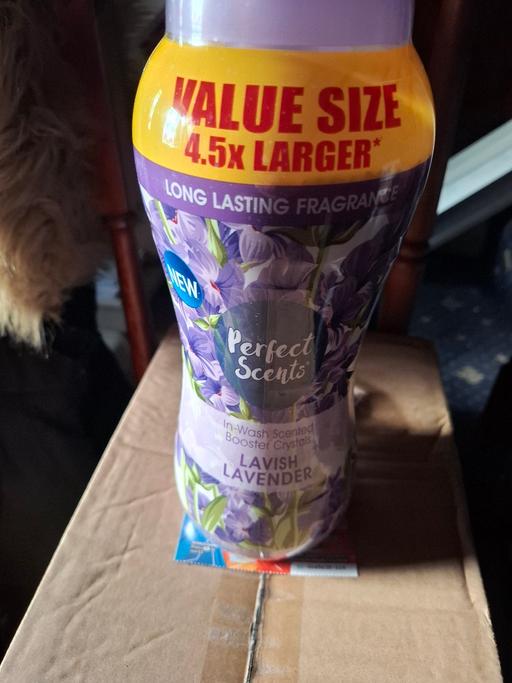 VALUE SIZE
4.5x LARGER*
LONG LASTING FRAGRANCE
NEW
Perfect
Scents
In-Wash Scented
Booster Crystals
LAVISH
LAVENDER